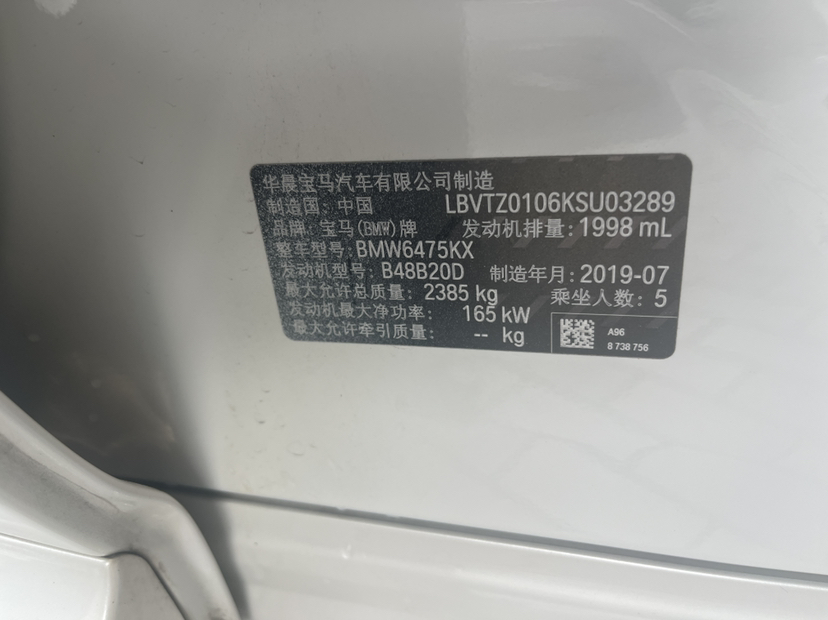 华晨宝马汽车有限公司制造
制造国：中国 LBVTZ0106KSU03289
品牌：宝马(BMW)牌 发动机排量：1998 mL
整车型号：BMW6475KX
发动机型号：B48B20D 制造年月：2019-07
最大允许总质量：2385 kg 乘坐人数：5
发动机最大净功率：165 kW
最大允许牵引质量：-- kg
A96
8 738 756